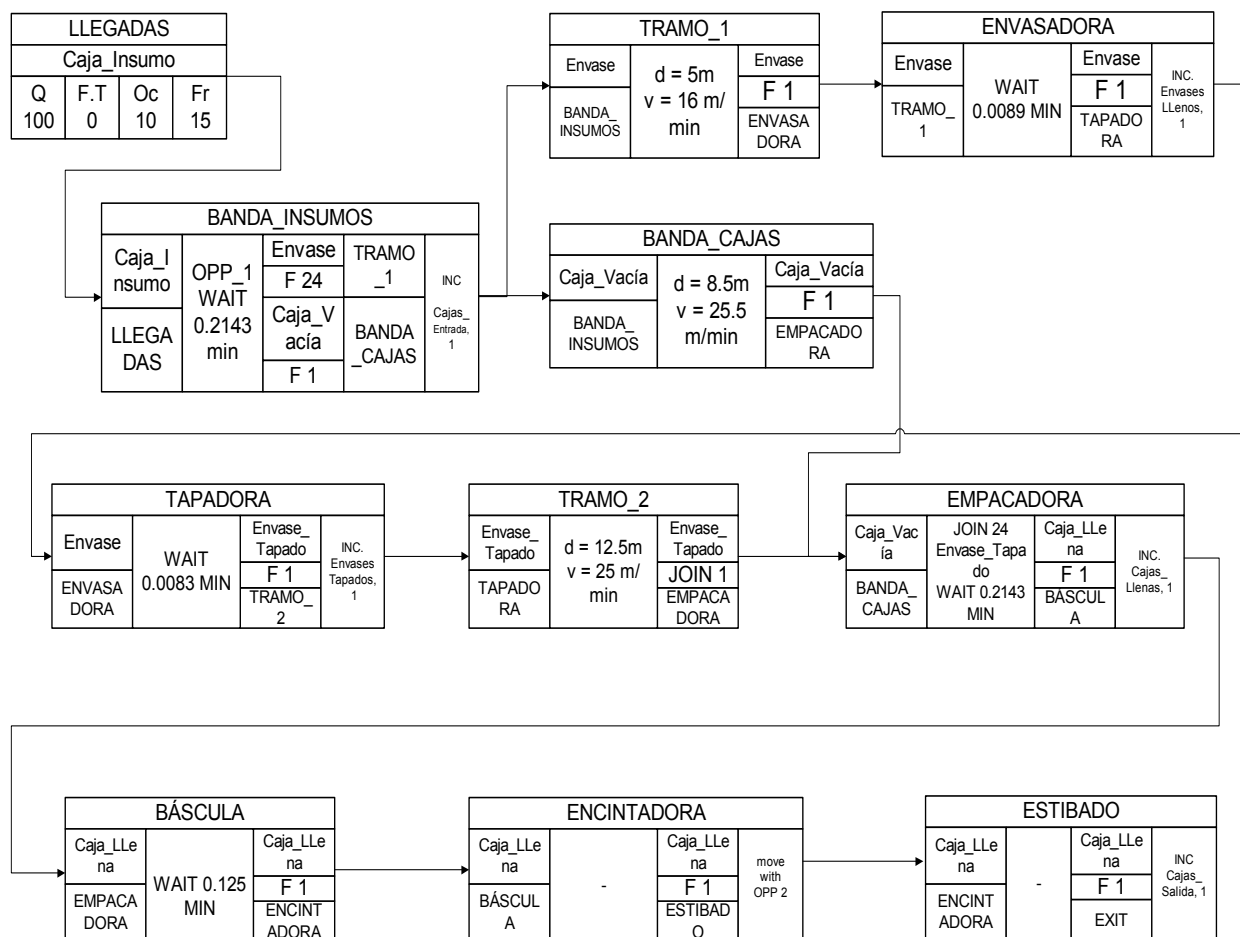 LLEGADAS
Caja_Insumo
Q
100
F.T
0
Oc
10
Fr
15
TRAMO_1
Envase
BANDA_
INSUMOS
d = 5m
v = 16 m/
min
Envase
F 1
ENVASA
DORA
ENVASADORA
Envase
TRAMO_
1
WAIT
0.0089 MIN
Envase
F 1
TAPADO
RA
INC.
Envases
LLenos,
1
BANDA_INSUMOS
Caja_I
nsumo
LLEGA
DAS
OPP_1
WAIT
0.2143
min
Envase
F 24
Caja_V
acía
F 1
TRAMO
_1
BANDA
_CAJAS
INC
Cajas_
Entrada,
1
BANDA_CAJAS
Caja_Vacía
BANDA_
INSUMOS
d = 8.5m
v = 25.5
m/min
Caja_Vacía
F 1
EMPACADO
RA
TAPADORA
Envase
ENVASA
DORA
WAIT
0.0083 MIN
Envase_
Tapado
F 1
TRAMO_
2
INC.
Envases
Tapados,
1
TRAMO_2
Envase_
Tapado
TAPADO
RA
d = 12.5m
v = 25 m/
min
Envase_
Tapado
JOIN 1
EMPACA
DORA
EMPACADORA
Caja_Vac
ía
BANDA_
CAJAS
JOIN 24
Envase_Tapa
do
WAIT 0.2143
MIN
Caja_LLe
na
F 1
BÁSCUL
A
INC.
Cajas_
Llenas, 1
BÁSCULA
Caja_LLe
na
EMPACA
DORA
WAIT 0.125
MIN
Caja_LLe
na
F 1
ENCINT
ADORA
ENCINTADORA
Caja_LLe
na
BÁSCUL
A
-
Caja_LLe
na
F 1
ESTIBAD
O
move
with
OPP 2
ESTIBADO
Caja_LLe
na
ENCINT
ADORA
-
Caja_LLe
na
F 1
EXIT
INC
Cajas_
Salida, 1